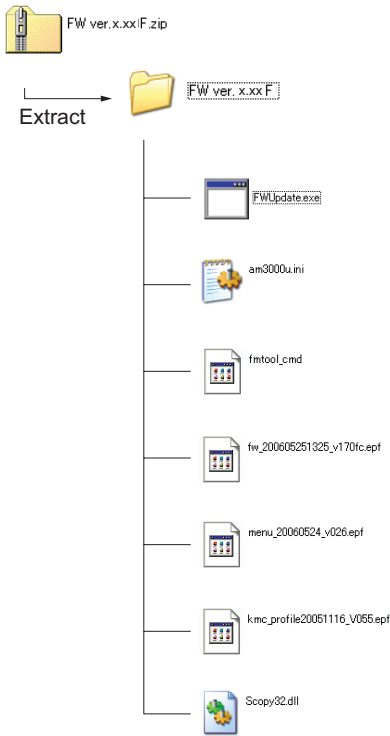 FW ver.x.xxF.zip
Extract
FW ver. x.xx F
FWUpdate.exe
am3000u.ini
fmtool_cmd
fw_200605251325_v170fc.epf
menu_20060524_v026.epf
kmc_profile20051116_V055.epf
Scopy32.dll